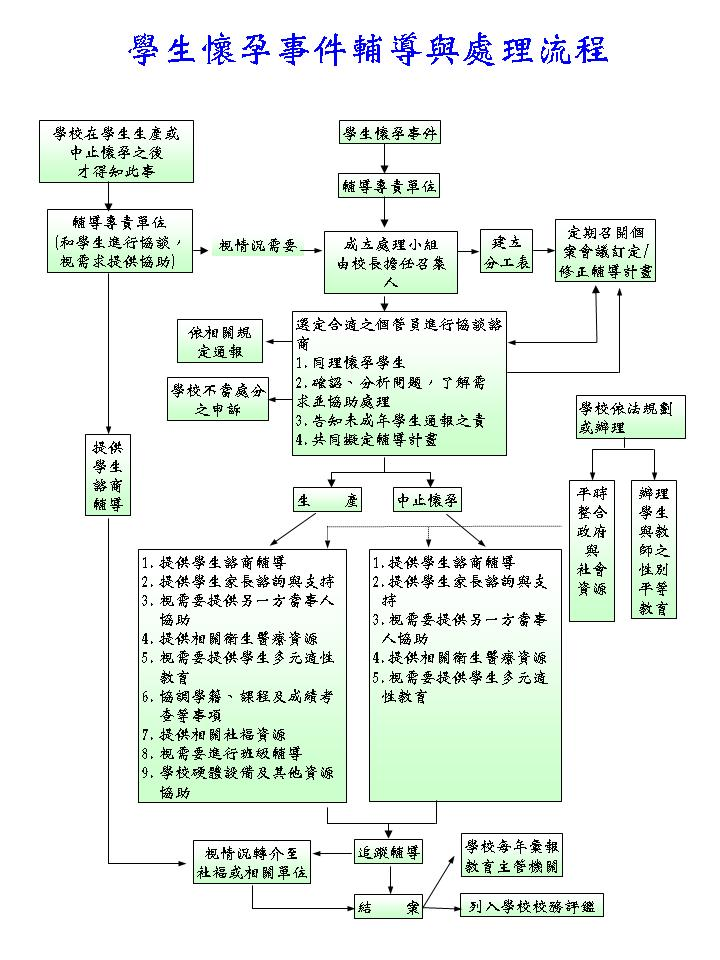 學生懷孕事件輔導與處理流程
學校在學生生產或
中止懷孕之後
才得知此事
學生懷孕事件
輔導專責單位
輔導專責單位
(和學生進行協談，
視需求提供協助)
視情況需要
成立處理小組
由校長擔任召集
人
建立
分工表
定期召開個
案會議訂定/
修正輔導計畫
依相關規
定通報
學校不當處分
之申訴
選定合適之個管員進行協談諮
商
1.同理懷孕學生
2.確認、分析問題，了解需
求並協助處理
3.告知未成年學生通報之責
4.共同擬定輔導計畫
學校依法規劃
或辦理
提供
學生
諮商
輔導
生　產
中止懷孕
平時
整合
政府
與
社會
資源
辦理
學生
與教
師之
性別
平等
教育
1.提供學生諮商輔導
2.提供學生家長諮詢與支持
3.視需要提供另一方當事人
協助
4.提供相關衛生醫療資源
5.視需要提供學生多元適性
教育
6.協調學籍、課程及成績考
查等事項
7.提供相關社福資源
8.視需要進行班級輔導
9.學校硬體設備及其他資源
協助
1.提供學生諮商輔導
2.提供學生家長諮詢與支
持
3.視需要提供另一方當事
人協助
4.提供相關衛生醫療資源
5.視需要提供學生多元適
性教育
視情況轉介至
社福或相關單位
追蹤輔導
學校每年彙報
教育主管機關
結　案
列入學校校務評鑑